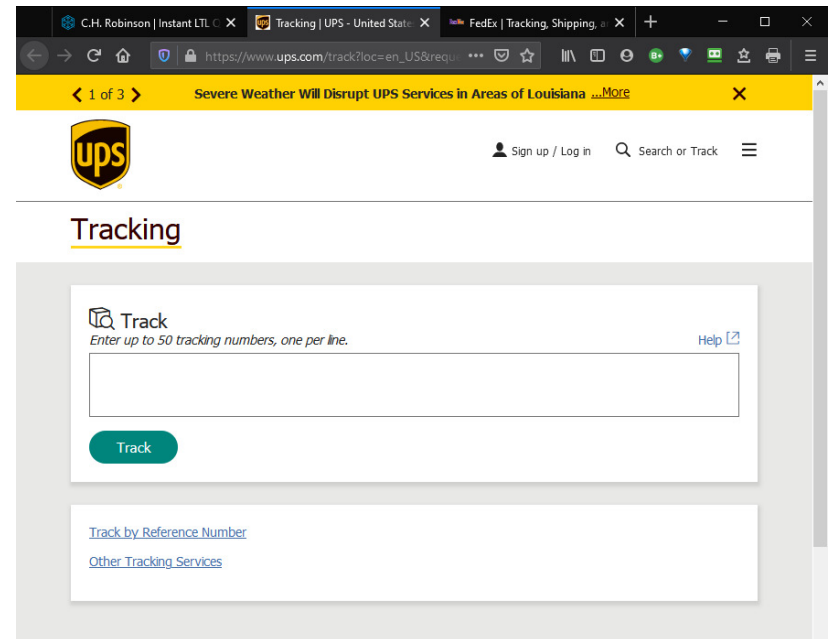 C.H. Robinson | Instant LTL Q
Tracking | UPS - United State
FedEx | Tracking, Shipping, a
https://www.ups.com/track?loc=en_US&reque
1 of 3
Severe Weather Will Disrupt UPS Services in Areas of Louisiana ...More
ups
Sign up / Log in
Search or Track
Tracking
Track
Enter up to 50 tracking numbers, one per line.
Help
Track
Track by Reference Number
Other Tracking Services